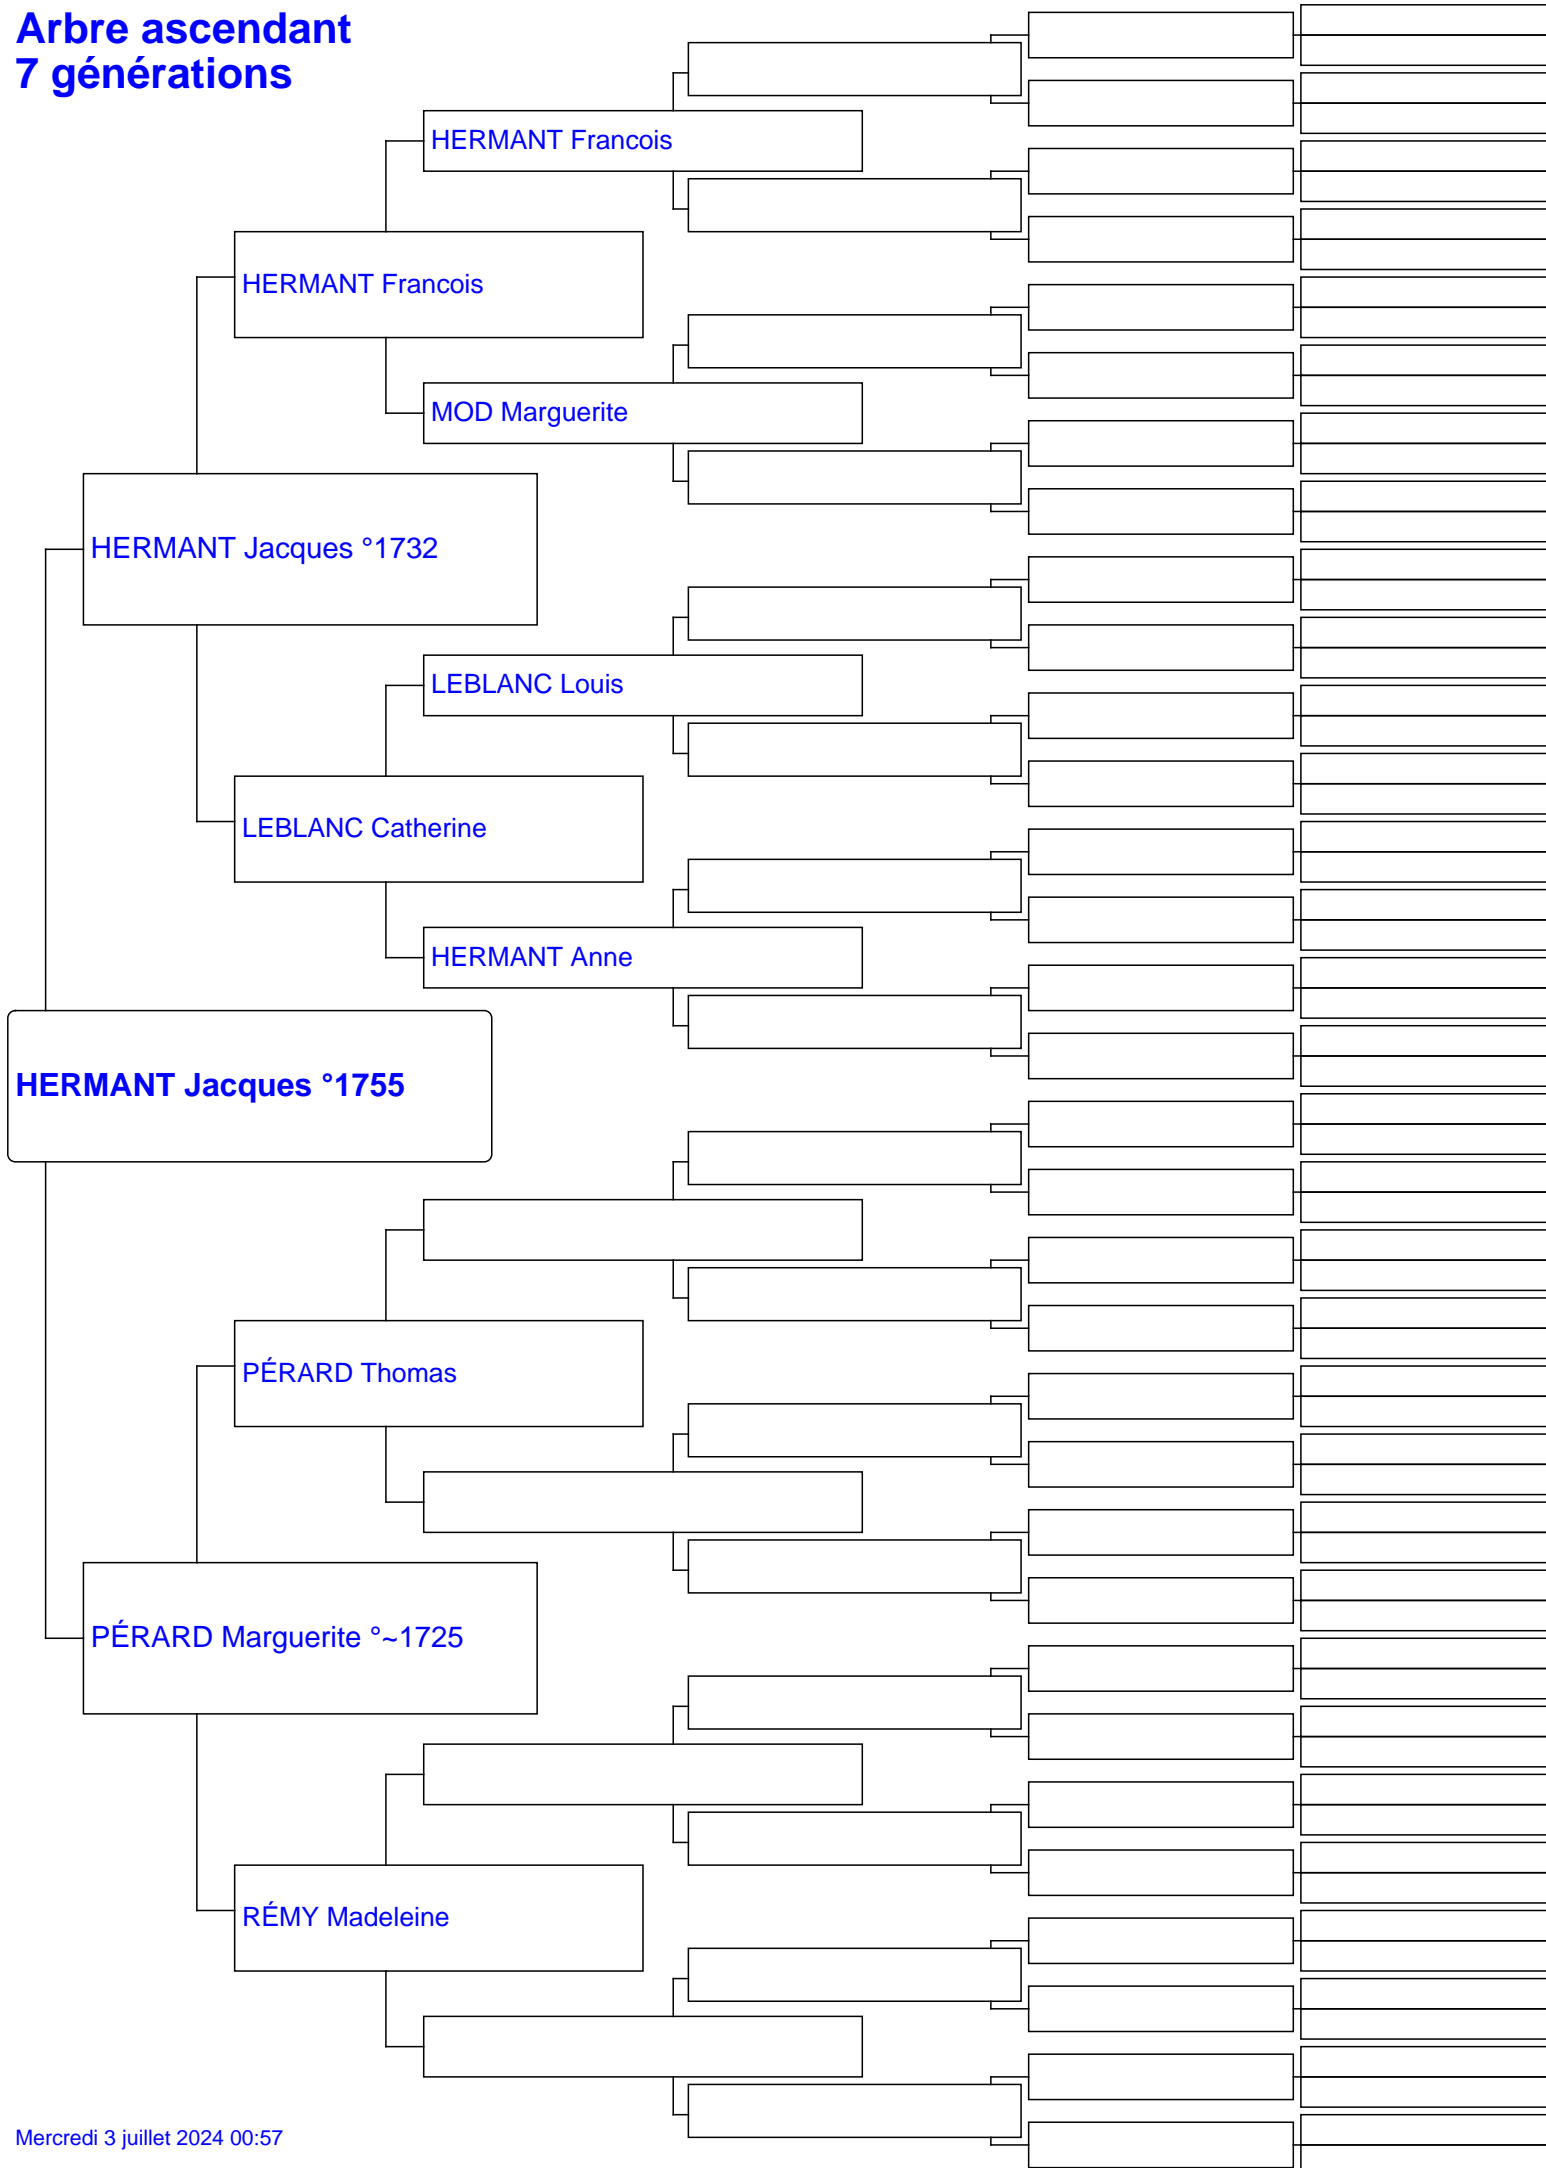 Arbre ascendant
7 générations
HERMANT Francois
HERMANT Francois
MOD Marguerite
HERMANT Jacques °1732
LEBLANC Louis
LEBLANC Catherine
HERMANT Anne
HERMANT Jacques °1755
PÉRARD Thomas
PÉRARD Marguerite °~1725
RÉMY Madeleine
Mercredi 3 juillet 2024 00:57